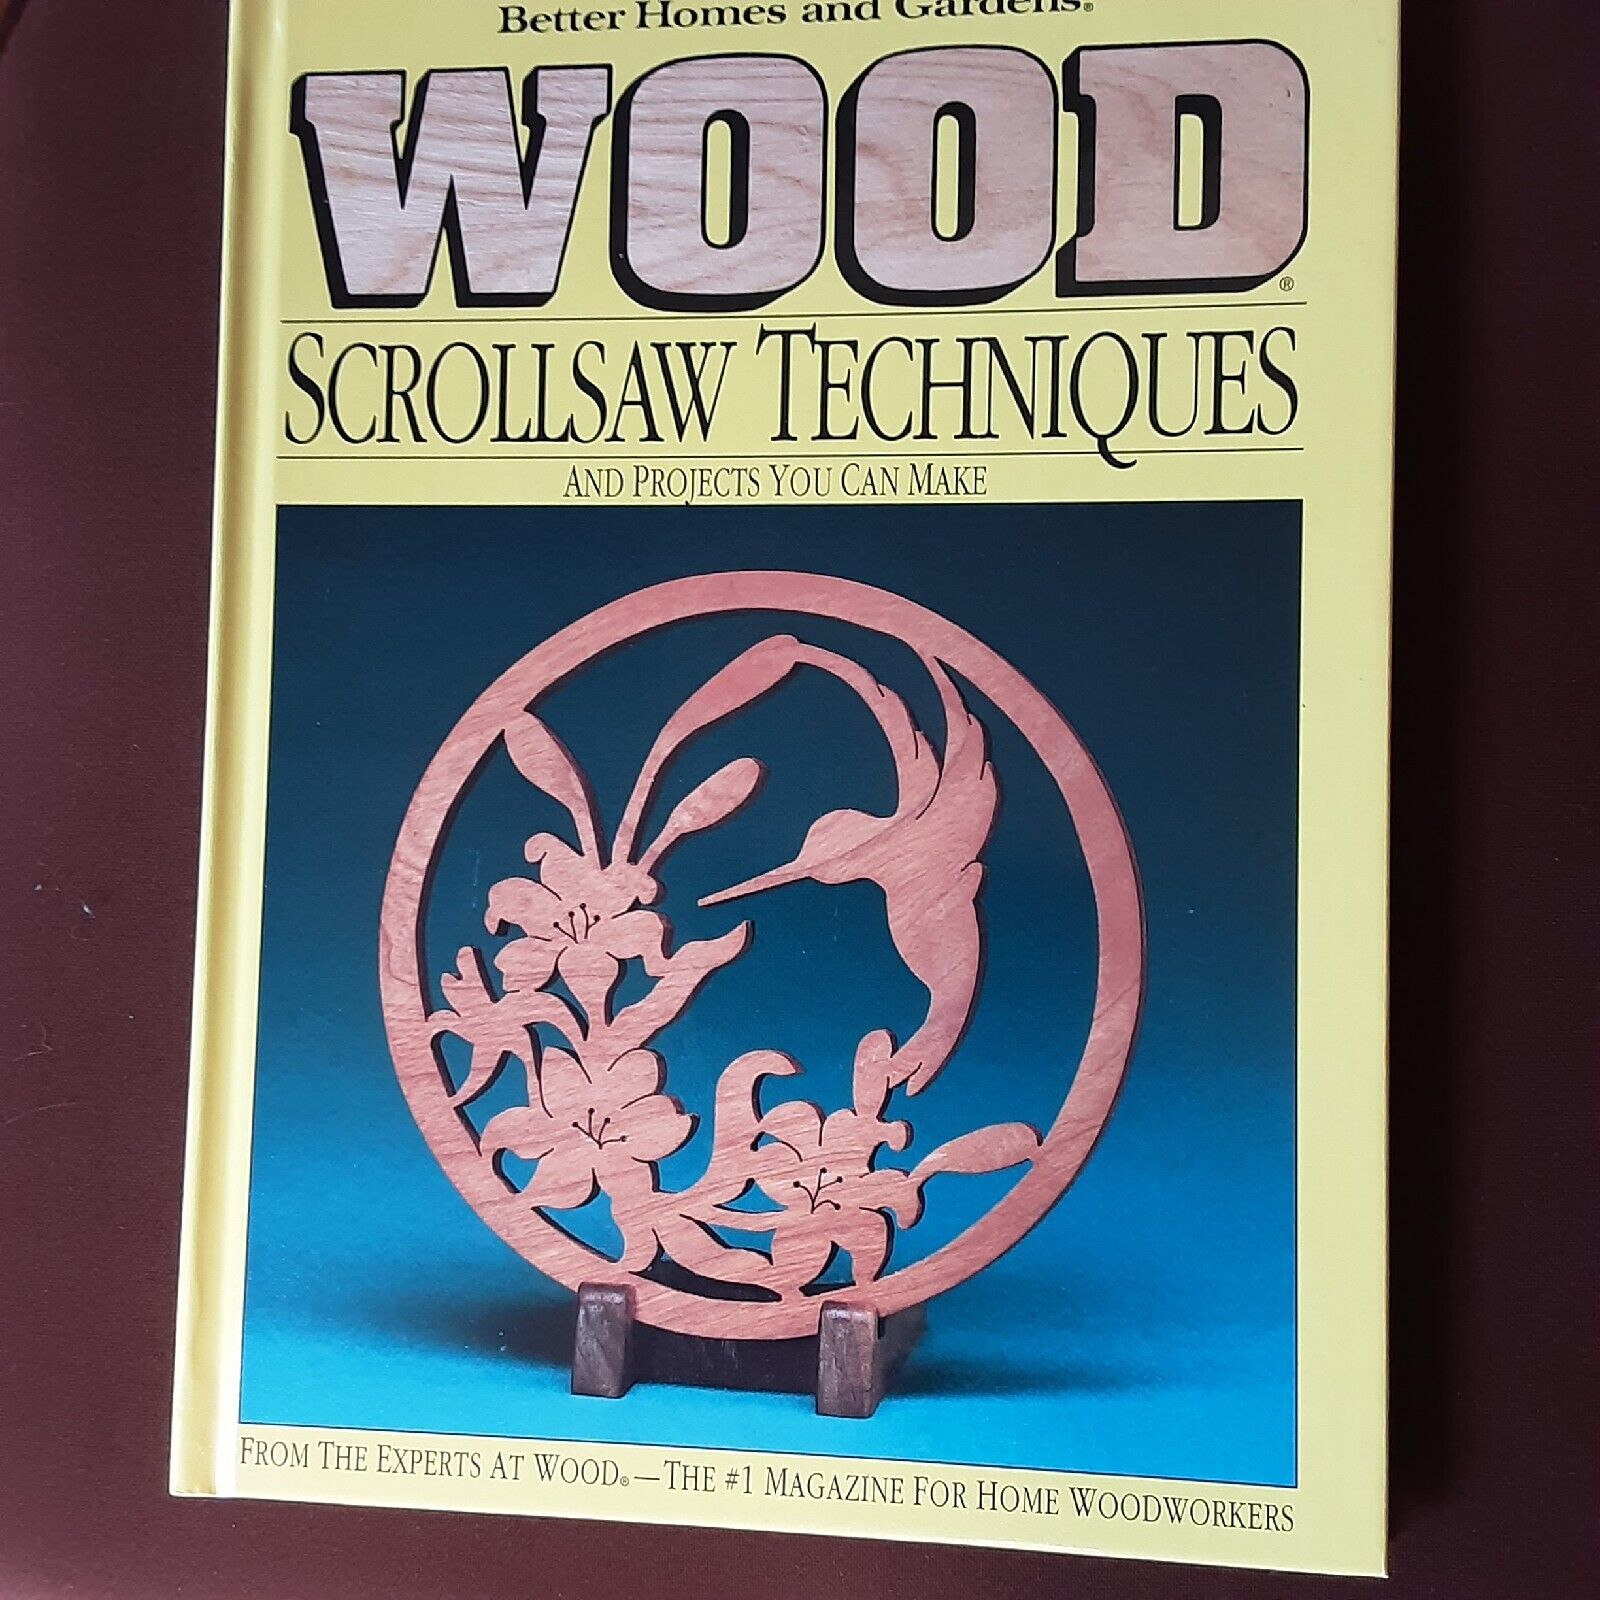 Better Homes and Gardens®
WOOD®
SCROLLSAW TECHNIQUES
AND PROJECTS YOU CAN MAKE
FROM THE EXPERTS AT WOOD®—THE #1 MAGAZINE FOR HOME WOODWORKERS